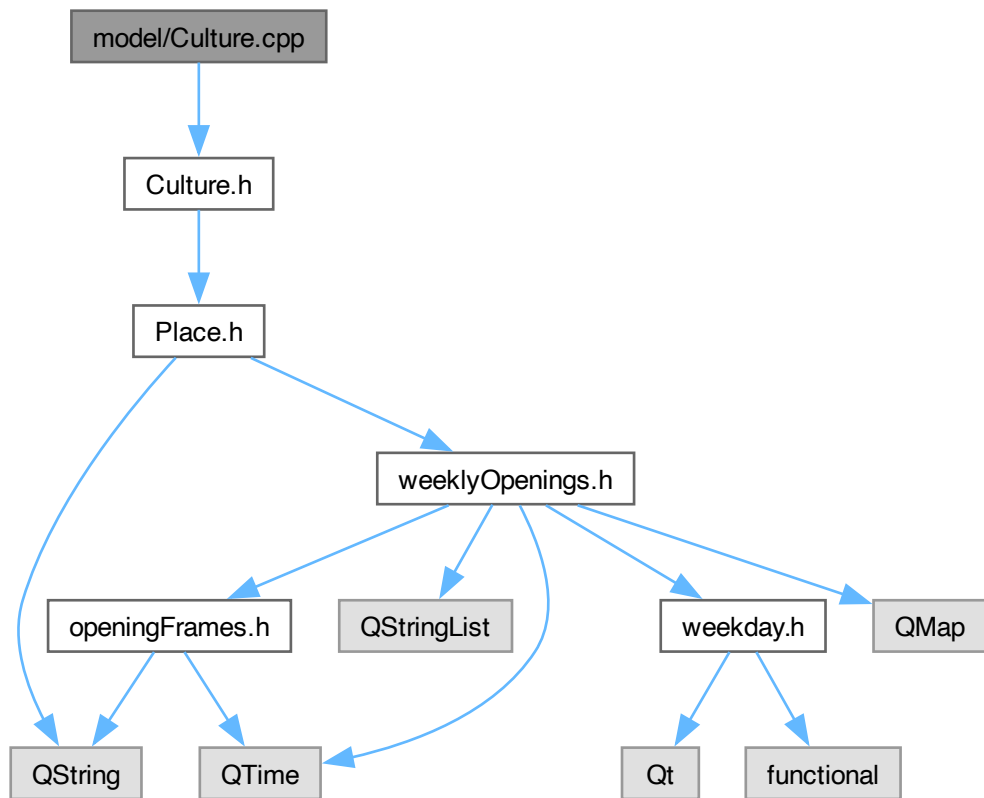 model/Culture.cpp
Culture.h
Place.h
weeklyOpenings.h
openingFrames.h
QStringList
weekday.h
QMap
QString
QTime
Qt
functional